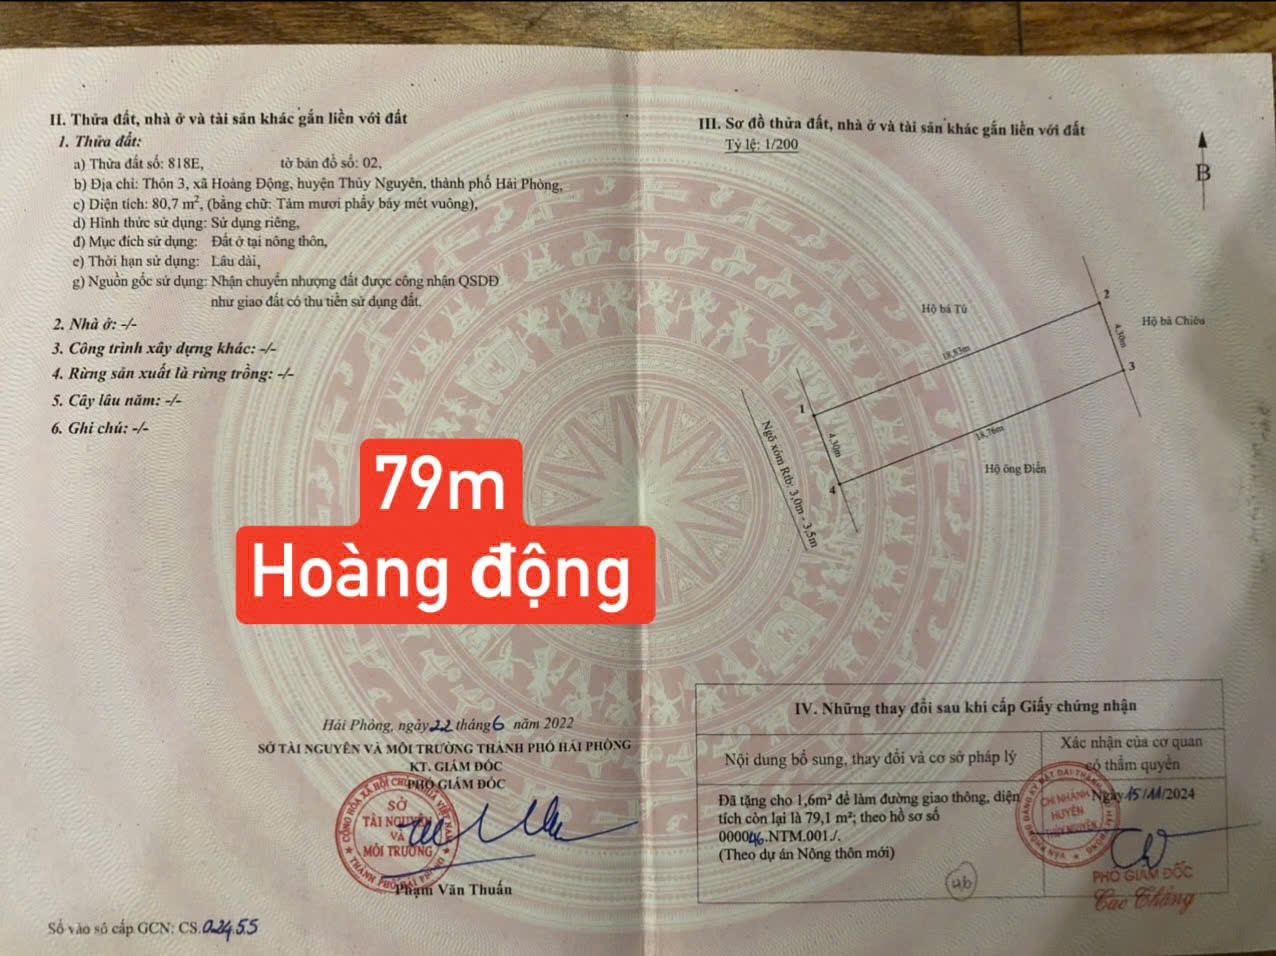 II. Thửa đất, nhà ở và tài sản khác gắn liền với đất
1. Thửa đất:
a) Thửa đất số: 818E, tờ bản đồ số: 02,
b) Địa chỉ: Thôn 3, xã Hoàng Động, huyện Thủy Nguyên, thành phố Hải Phòng,
c) Diện tích: 80,7 m², (bằng chữ: Tám mươi phẩy bảy mét vuông),
d) Hình thức sử dụng: Sử dụng riêng,
đ) Mục đích sử dụng: Đất ở tại nông thôn,
e) Thời hạn sử dụng: Lâu dài,
g) Nguồn gốc sử dụng: Nhận chuyển nhượng đất được công nhận QSDĐ
như giao đất có thu tiền sử dụng đất.
2. Nhà ở: -/-
3. Công trình xây dựng khác: -/-
4. Rừng sản xuất là rừng trồng: -/-
5. Cây lâu năm: -/-
6. Ghi chú: -/-
79m
Hoàng động
Hải Phòng, ngày 22 tháng 6 năm 2022
SỞ TÀI NGUYÊN VÀ MÔI TRƯỜNG THÀNH PHỐ HẢI PHÒNG
KT. GIÁM ĐỐC
PHÓ GIÁM ĐỐC
SỞ
TÀI NGUYÊN
VÀ
MÔI TRƯỜNG
Phạm Văn Thuấn
Số vào sổ cấp GCN: CS.02455
III. Sơ đồ thửa đất, nhà ở và tài sản khác gắn liền với đất
Tỷ lệ: 1/200
B
Hộ bá Tú
2
Hộ bà Chiêu
18,83m
4,30m
3
1
4,30m
18,76m
Hộ ông Điển
4
Ngõ xóm Rtb: 3,0m - 3,5m
IV. Những thay đổi sau khi cấp Giấy chứng nhận
Nội dung bổ sung, thay đổi và cơ sở pháp lý
Xác nhận của cơ quan
có thẩm quyền
Đã tặng cho 1,6m² để làm đường giao thông, diện
tích còn lại là 79,1 m²; theo hồ sơ số
000046.NTM.001./.
(Theo dự án Nông thôn mới)
Ngày 15/11/2024
CHI NHÁNH
HUYỆN
THỦY NGUYÊN
PHÓ GIÁM ĐỐC
Cao Thắng